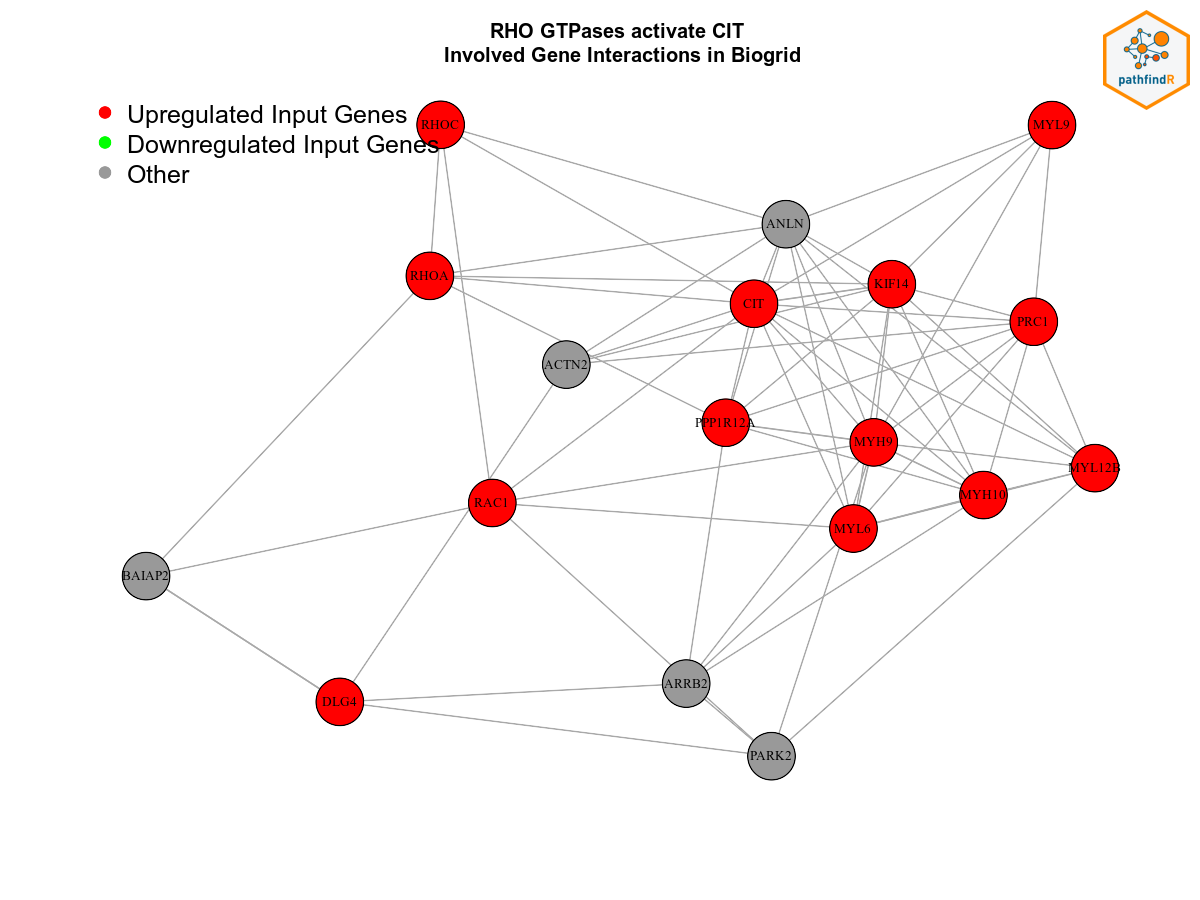 RHO GTPases activate CIT
Involved Gene Interactions in Biogrid
pathfindR
Upregulated Input Genes
Downregulated Input Genes
Other
RHOC
MYL9
ANLN
RHOA
KIF14
CIT
PRC1
ACTN2
PPP1R12A
MYH9
MYL12B
MYH10
RAC1
MYL6
BAIAP2
ARRB2
DLG4
PARK2